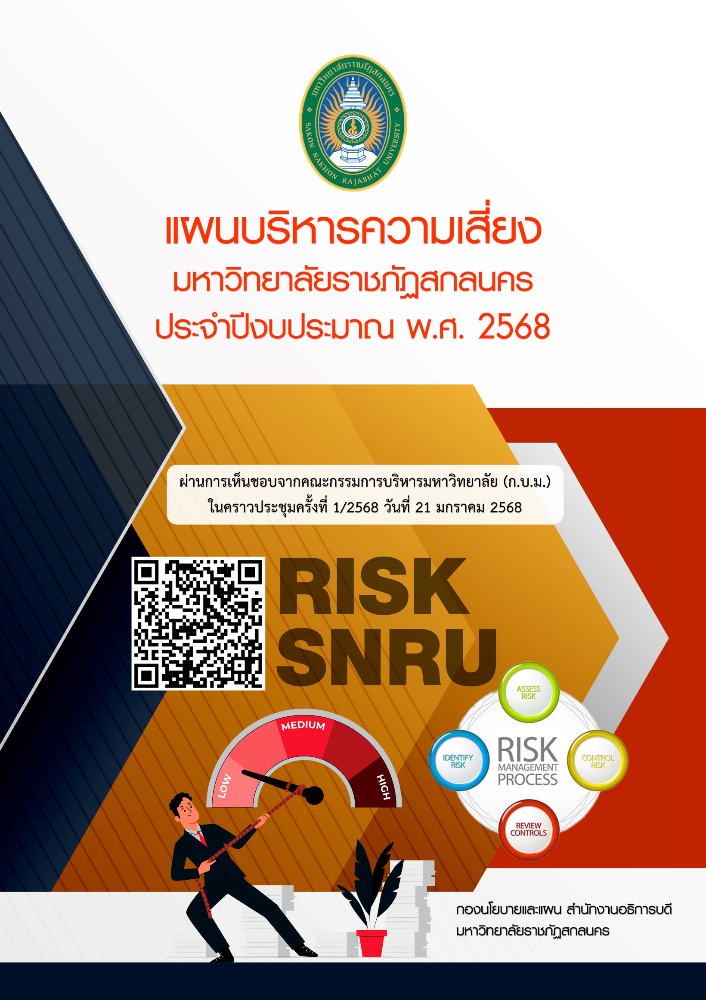 มหาวิทยาลัยราชภัฏสกลนคร
SAKON NAKHON RAJABHAT UNIVERSITY
แผนบริหารความเสี่ยง
มหาวิทยาลัยราชภัฏสกลนคร
ประจำปีงบประมาณ พ.ศ. 2568
ผ่านการเห็นชอบจากคณะกรรมการบริหารมหาวิทยาลัย (ก.บ.ม.)
ในคราวประชุมครั้งที่ 1/2568 วันที่ 21 มกราคม 2568
RISK
SNRU
LOW
MEDIUM
HIGH
ASSESS
RISK
IDENTIFY
RISK
RISK
MANAGEMENT
PROCESS
CONTROL
RISK
REVIEW
CONTROLS
กองนโยบายและแผน สำนักงานอธิการบดี
มหาวิทยาลัยราชภัฏสกลนคร